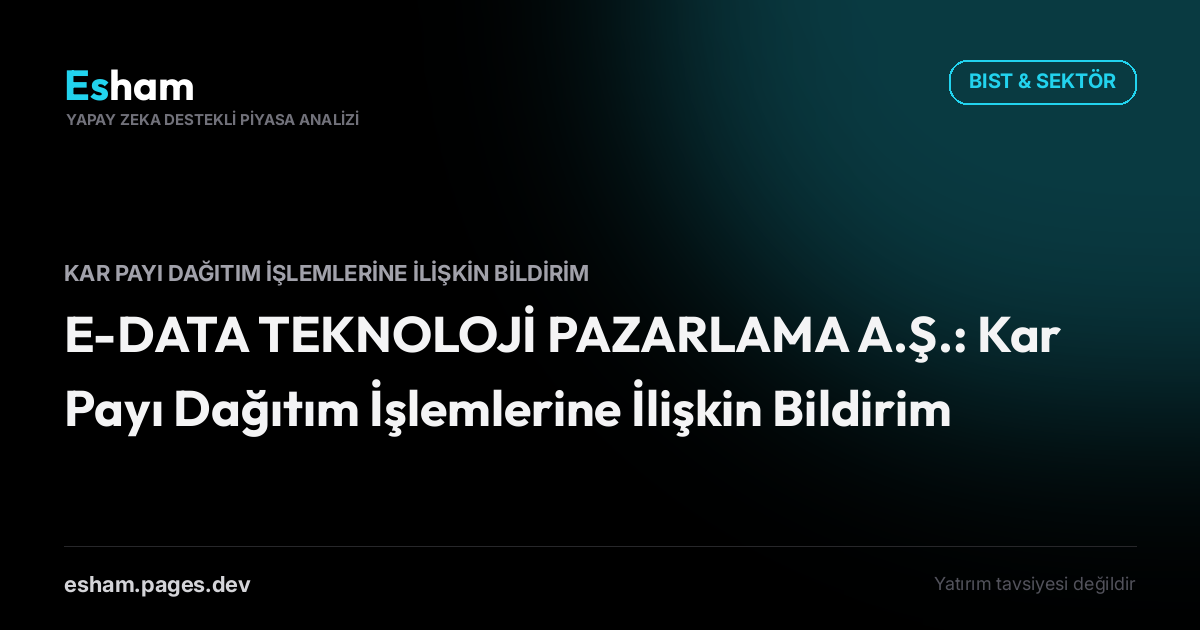 Esham
YAPAY ZEKA DESTEKLİ PİYASA ANALİZİ
BIST & SEKTÖR
KAR PAYI DAĞITIM İŞLEMLERİNE İLİŞKİN BİLDİRİM
E-DATA TEKNOLOJİ PAZARLAMA A.Ş.: Kar
Payı Dağıtım İşlemlerine İlişkin Bildirim
esham.pages.dev
Yatırım tavsiyesi değildir